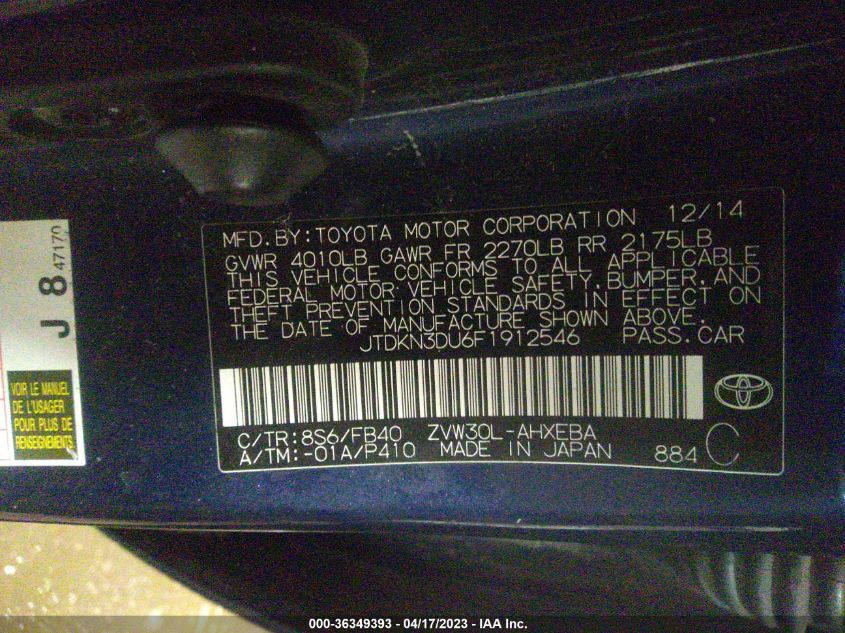 MFD.BY:TOYOTA MOTOR CORPORATION 12/14
GVWR 4010LB GAWR FR 2270LB RR 2175LB
THIS VEHICLE CONFORMS TO ALL APPLICABLE
FEDERAL MOTOR VEHICLE SAFETY,BUMPER,AND
THEFT PREVENTION STANDARDS IN EFFECT ON
THE DATE OF MANUFACTURE SHOWN ABOVE.
JTDKN3DU6F1912546 PASS.CAR
C/TR:8S6/FB40 ZVW30L-AHXEBA
A/TM:-01A/P410 MADE IN JAPAN 884 C
J 8
47170
VOIR LE MANUEL
DE L'USAGER
POUR PLUS DE
RENSEIGNEMENTS
000-36349393 - 04/17/2023 - IAA Inc.